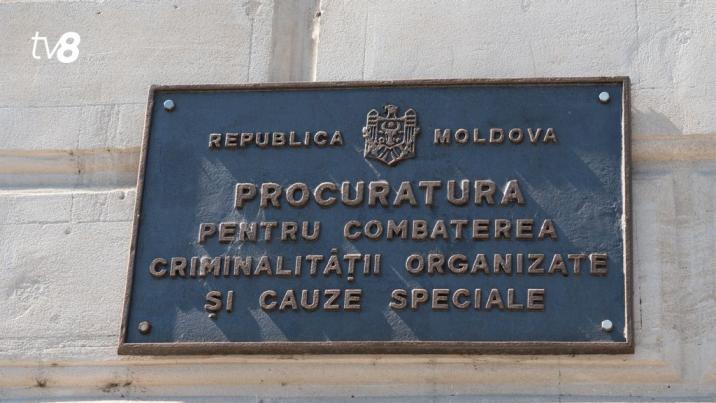 tv8
REPUBLICA MOLDOVA
PROCURATURA
PENTRU COMBATEREA
CRIMINALITĂȚII ORGANIZATE
ȘI CAUZE SPECIALE